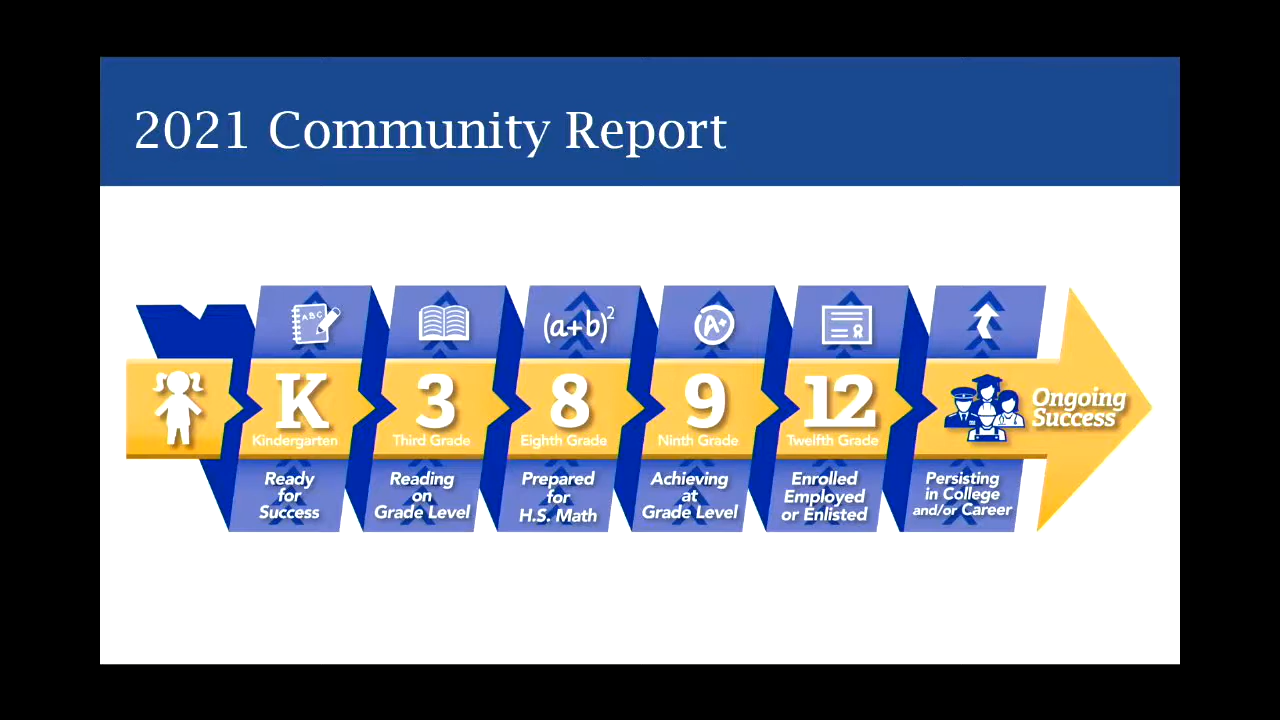 2021 Community Report
ABC
(a+b)²
A+
K
3
8
9
12
Ongoing
Success
Kindergarten
Third Grade
Eighth Grade
Ninth Grade
Twelfth Grade
Ready
for
Success
Reading
on
Grade Level
Prepared
for
H.S. Math
Achieving
at
Grade Level
Enrolled
Employed
or Enlisted
Persisting
in College
and/or Career